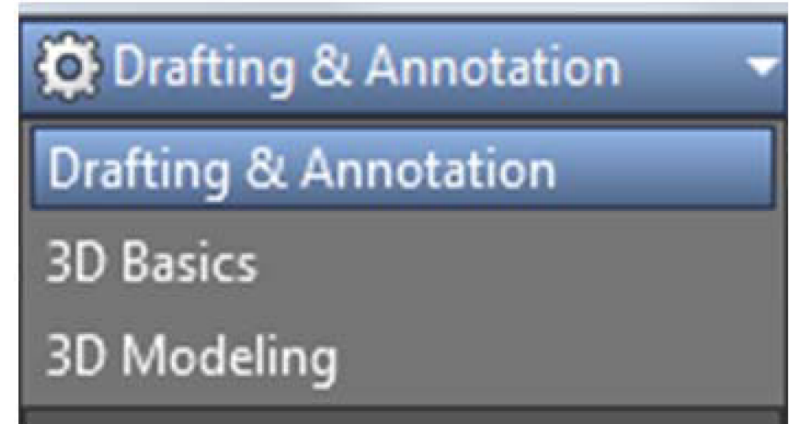 Drafting & Annotation
Drafting & Annotation
3D Basics
3D Modeling